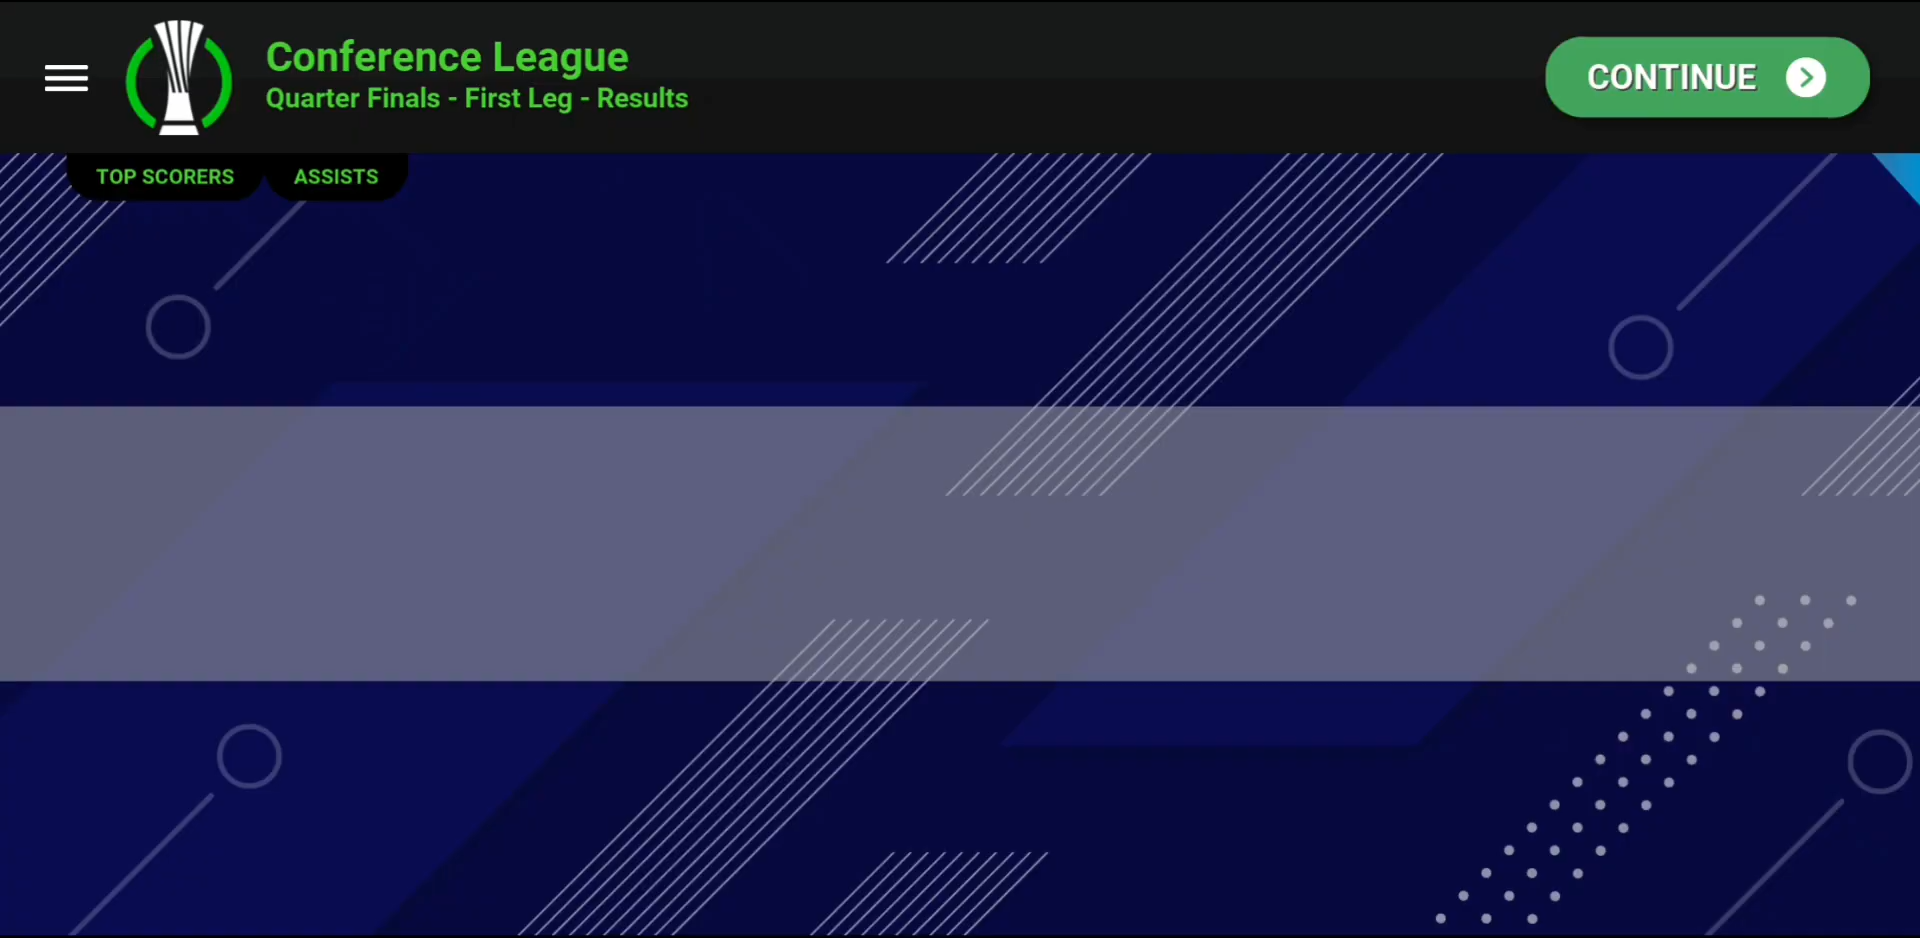 Conference League
Quarter Finals - First Leg - Results
CONTINUE
TOP SCORERS
ASSISTS